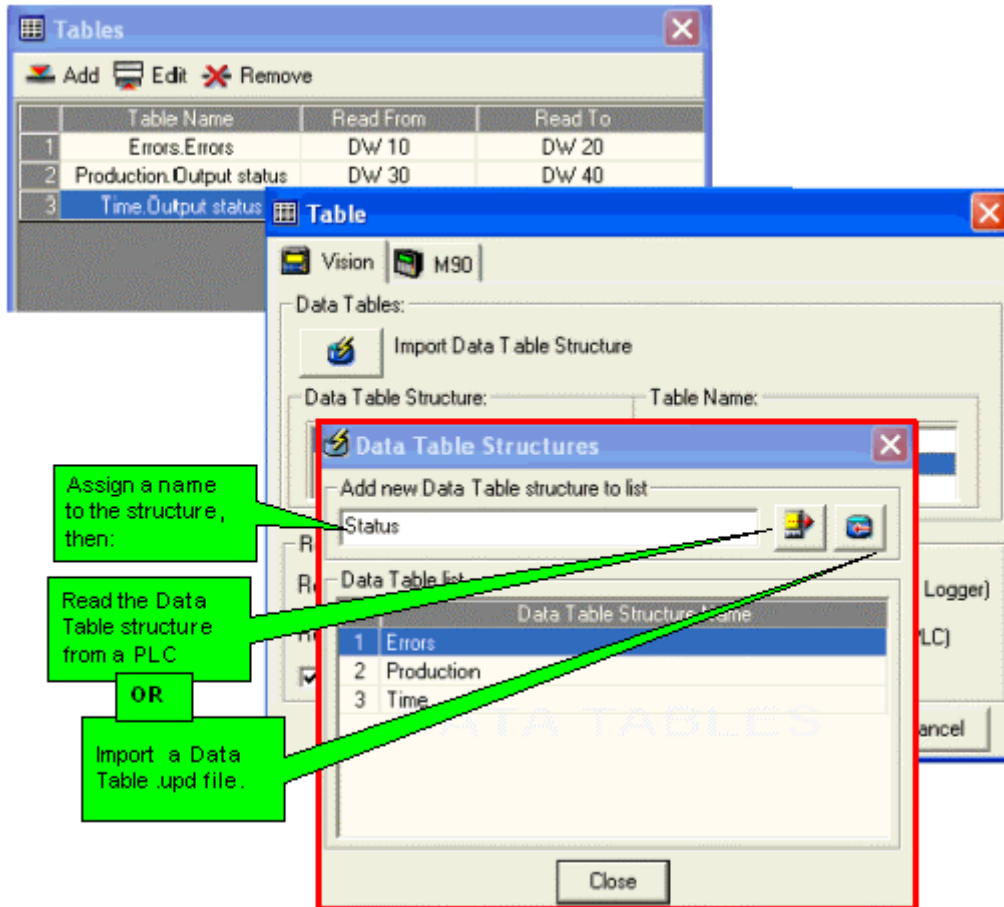 Tables
Add Edit Remove
Table Name Read From Read To
1 Errors.Errors DW 10 DW 20
2 Production.Output status DW 30 DW 40
3 Time.Output status
Table
Vision M90
Data Tables:
Import Data Table Structure
Data Table Structure: Table Name:
Data Table Structures
Add new Data Table structure to list
Status
Assign a name
to the structure,
then:
Data Table list
Logger)
Data Table Structure Name
Read the Data
Table structure
from a PLC
1 Errors
2 Production
3 Time
OR
DATA TABLES
Import a Data
Table .upd file.
Close